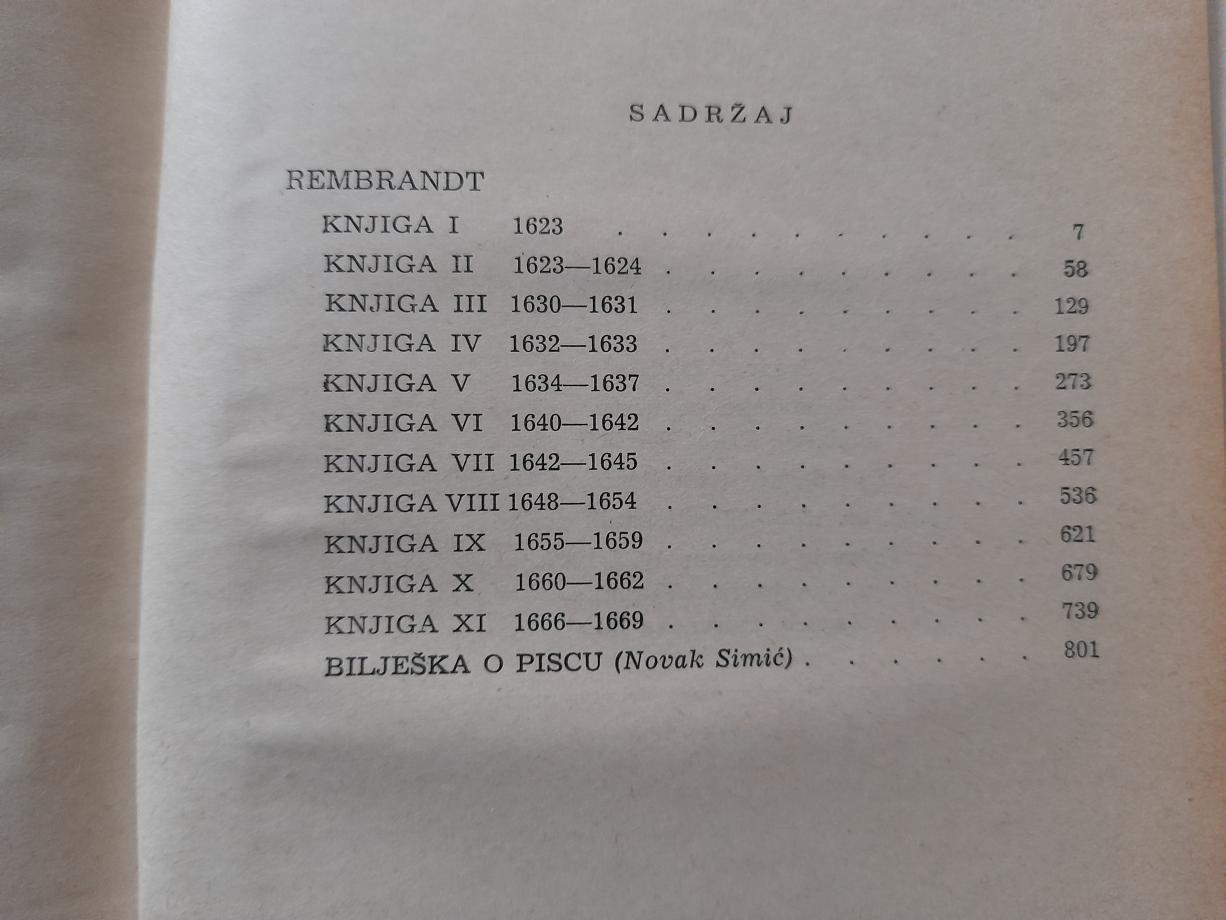 SADRŽAJ
REMBRANDT
KNJIGA I 1623 . . . . . . . . . . 7
KNJIGA II 1623—1624 . . . . . . . . . 58
KNJIGA III 1630—1631 . . . . . . . . . 129
KNJIGA IV 1632—1633 . . . . . . . . . 197
KNJIGA V 1634—1637 . . . . . . . . . 273
KNJIGA VI 1640—1642 . . . . . . . . . 356
KNJIGA VII 1642—1645 . . . . . . . . . 457
KNJIGA VIII 1648—1654 . . . . . . . . . 536
KNJIGA IX 1655—1659 . . . . . . . . . 621
KNJIGA X 1660—1662 . . . . . . . . . 679
KNJIGA XI 1666—1669 . . . . . . . . . 739
BILJEŠKA O PISCU (Novak Simić) . . . . . . 801